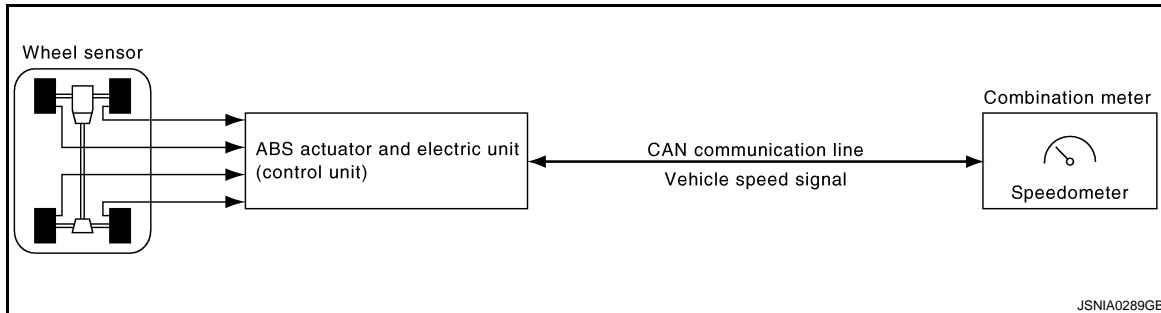 Wheel sensor
ABS actuator and electric unit
(control unit)
CAN communication line
Vehicle speed signal
Combination meter
Speedometer
JSNIA0289GB